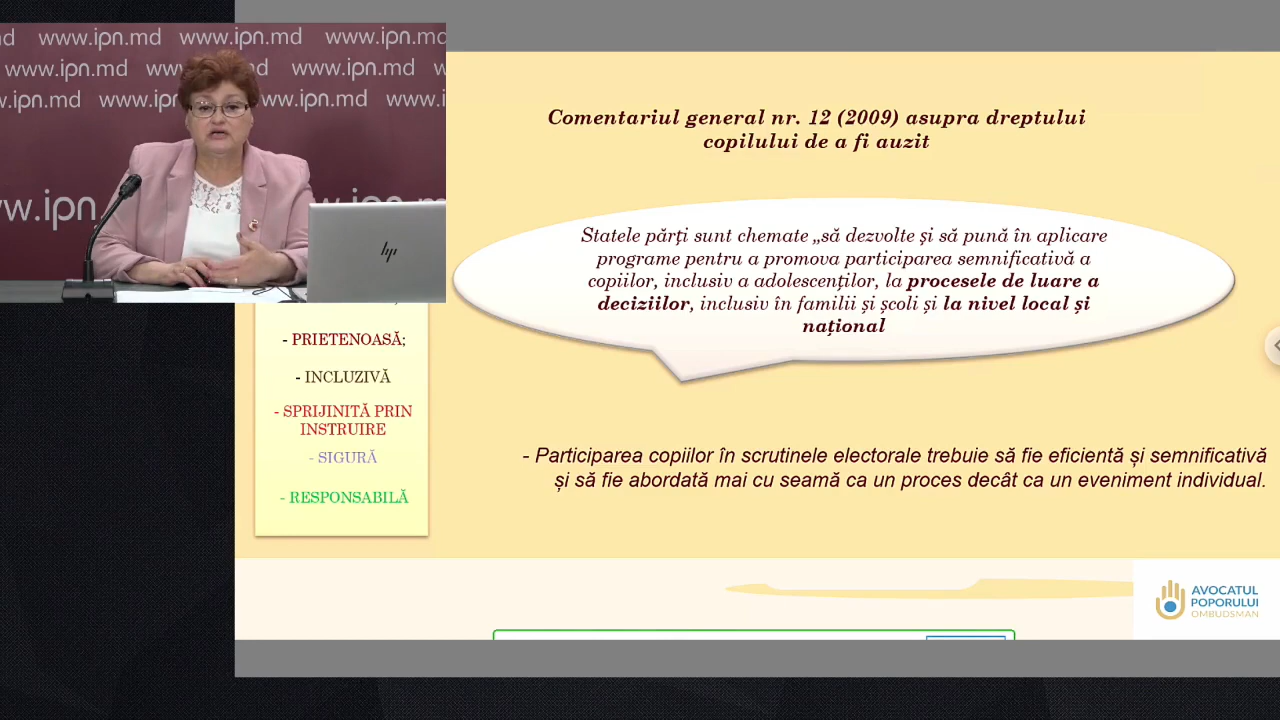 www.ipn.md www.ipn.md www.ipn.md
www.ipn.md www.ipn.md www.ipn.md
www.ipn.md
www.ipn
hp
Comentariul general nr. 12 (2009) asupra dreptului
copilului de a fi auzit
Statele părți sunt chemate „să dezvolte și să pună în aplicare
programe pentru a promova participarea semnificativă a
copiilor, inclusiv a adolescenților, la procesele de luare a
deciziilor, inclusiv în familii și școli și la nivel local și
național
- PRIETENOASĂ;
- INCLUZIVĂ
- SPRIJINITĂ PRIN
INSTRUIRE
- SIGURĂ
- RESPONSABILĂ
- Participarea copiilor în scrutinele electorale trebuie să fie eficientă și semnificativă
și să fie abordată mai cu seamă ca un proces decât ca un eveniment individual.
AVOCATUL
POPORULUI
OMBUDSMAN